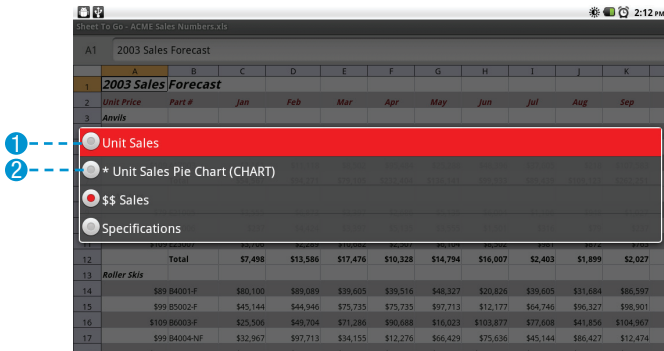 2:12 PM
Sheet To Go - ACME Sales Numbers.xls
A1 2003 Sales Forecast
A B C D E F G H I J K
1 2003 Sales Forecast
2 Unit Price Part # Jan Feb Mar Apr May Jun Jul Aug Sep
3 Anvils
1 Unit Sales
2 * Unit Sales Pie Chart (CHART)
$$ Sales
Specifications
12 Total $7,498 $13,586 $17,476 $10,328 $14,794 $16,007 $2,403 $1,899 $2,027
13 Roller Skis
14 $89 B4001-F $80,100 $89,089 $39,605 $39,516 $48,327 $20,826 $39,605 $31,684 $86,597
15 $99 B5002-F $45,144 $44,946 $75,735 $75,735 $97,713 $12,177 $64,746 $96,327 $98,901
16 $109 B6003-F $25,506 $49,704 $71,286 $90,688 $16,023 $103,877 $77,608 $41,856 $104,967
17 $99 B4004-NF $32,967 $97,713 $34,155 $12,276 $66,429 $75,636 $45,144 $86,427 $12,474